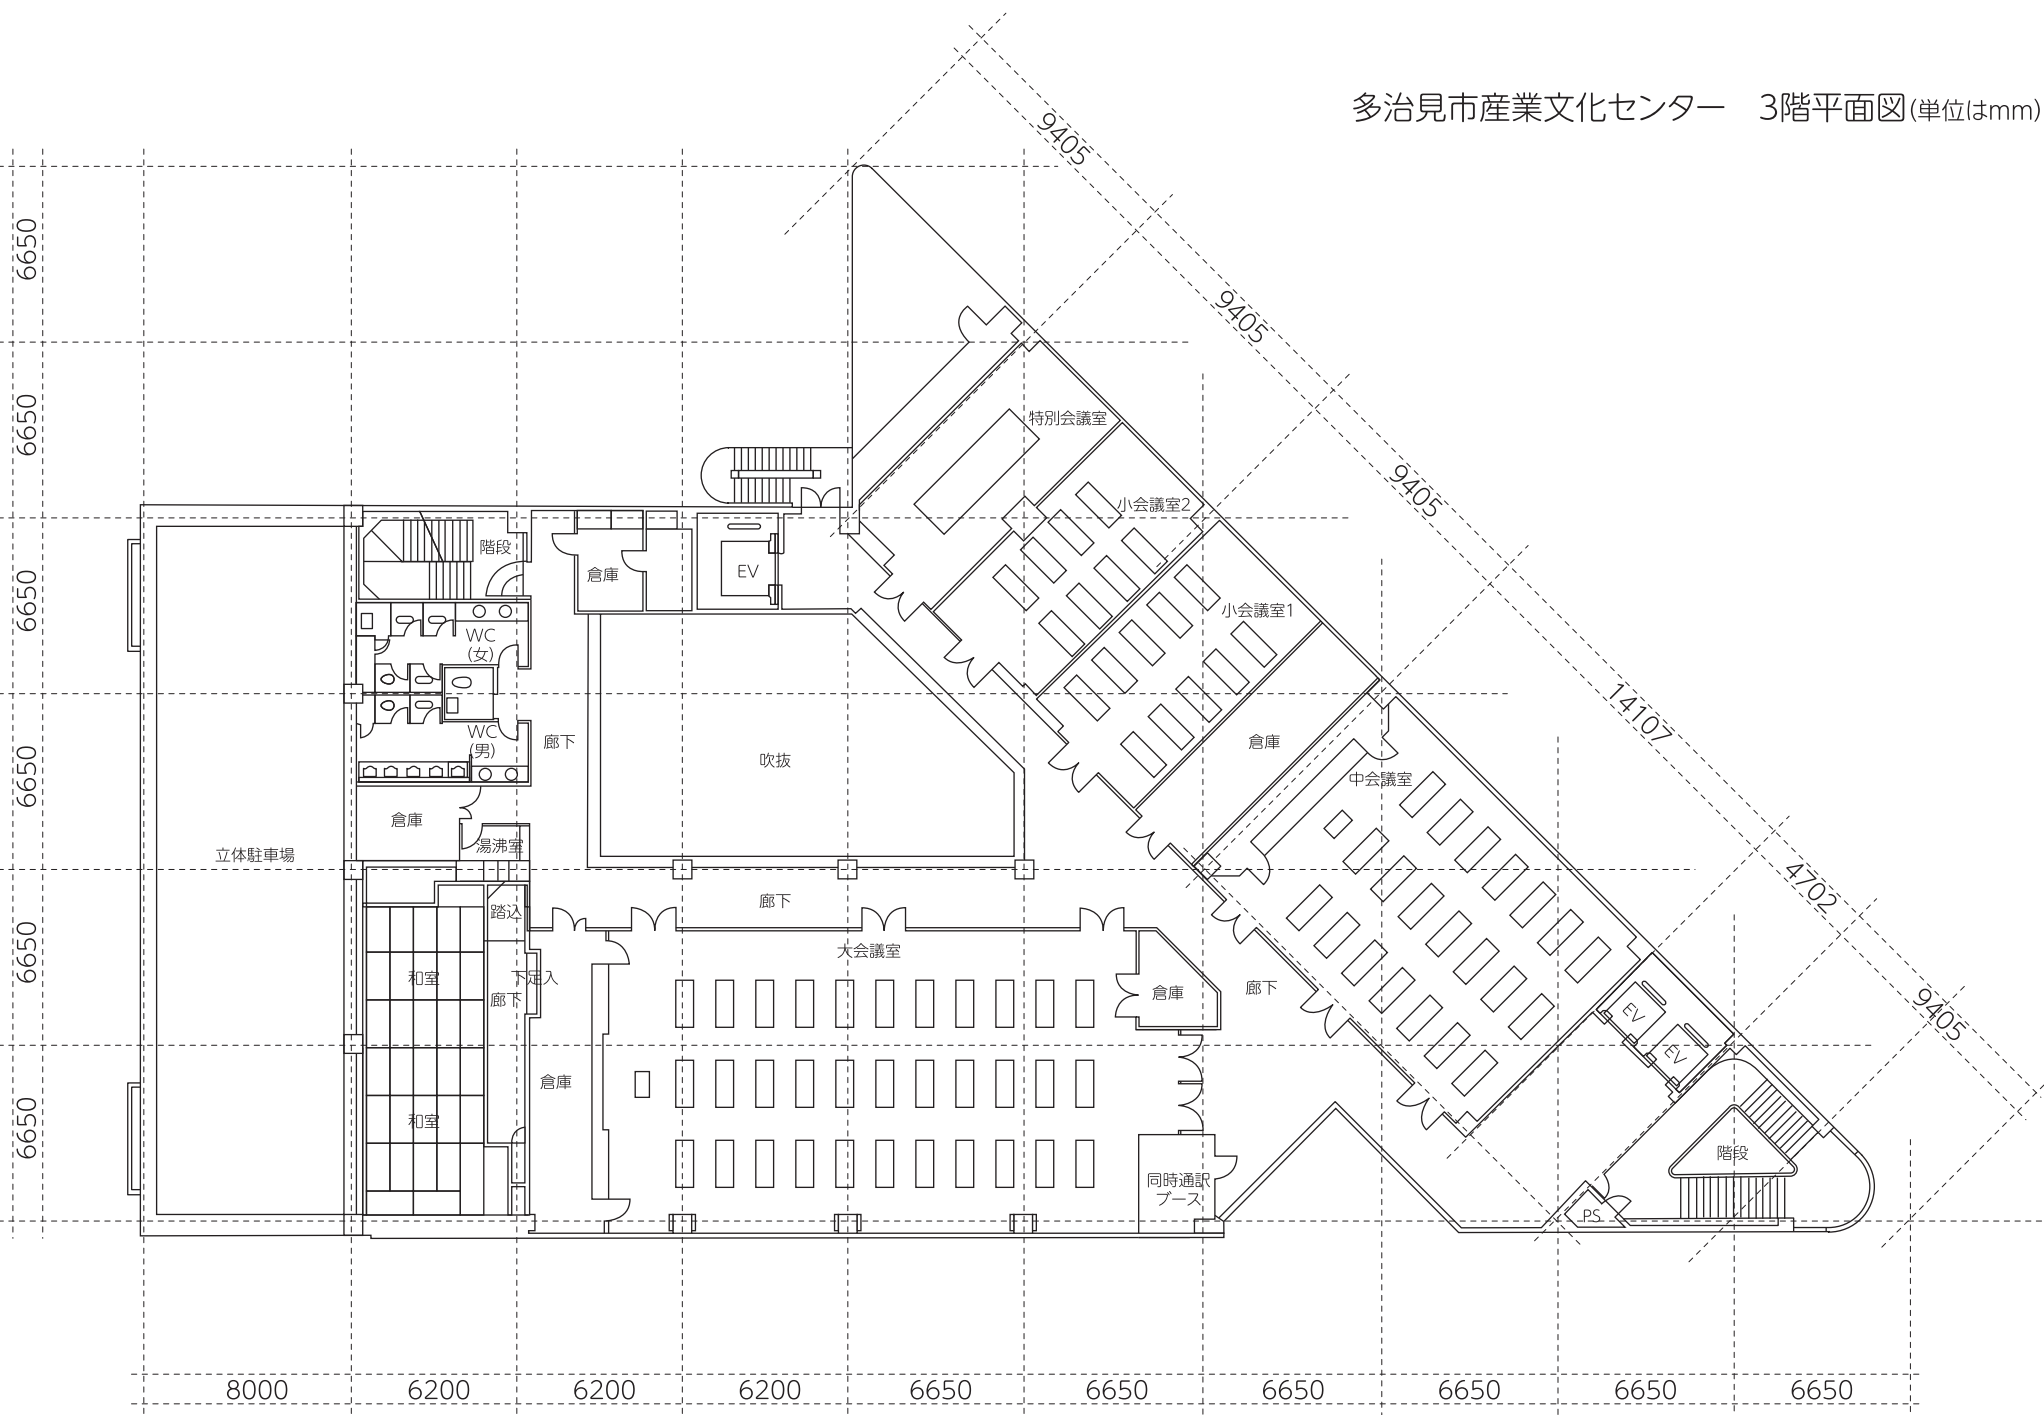 多治見市産業文化センター　3階平面図(単位はmm)
9405
9405
9405
14107
4702
9405
6650
6650
6650
6650
6650
6650
特別会議室
小会議室2
小会議室1
倉庫
中会議室
階段
倉庫
EV
WC
(女)
WC
(男)
廊下
吹抜
倉庫
湯沸室
立体駐車場
廊下
踏込
大会議室
和室
下足入
廊下
倉庫
廊下
EV
EV
倉庫
和室
同時通訳
ブース
階段
PS
8000
6200
6200
6200
6650
6650
6650
6650
6650
6650